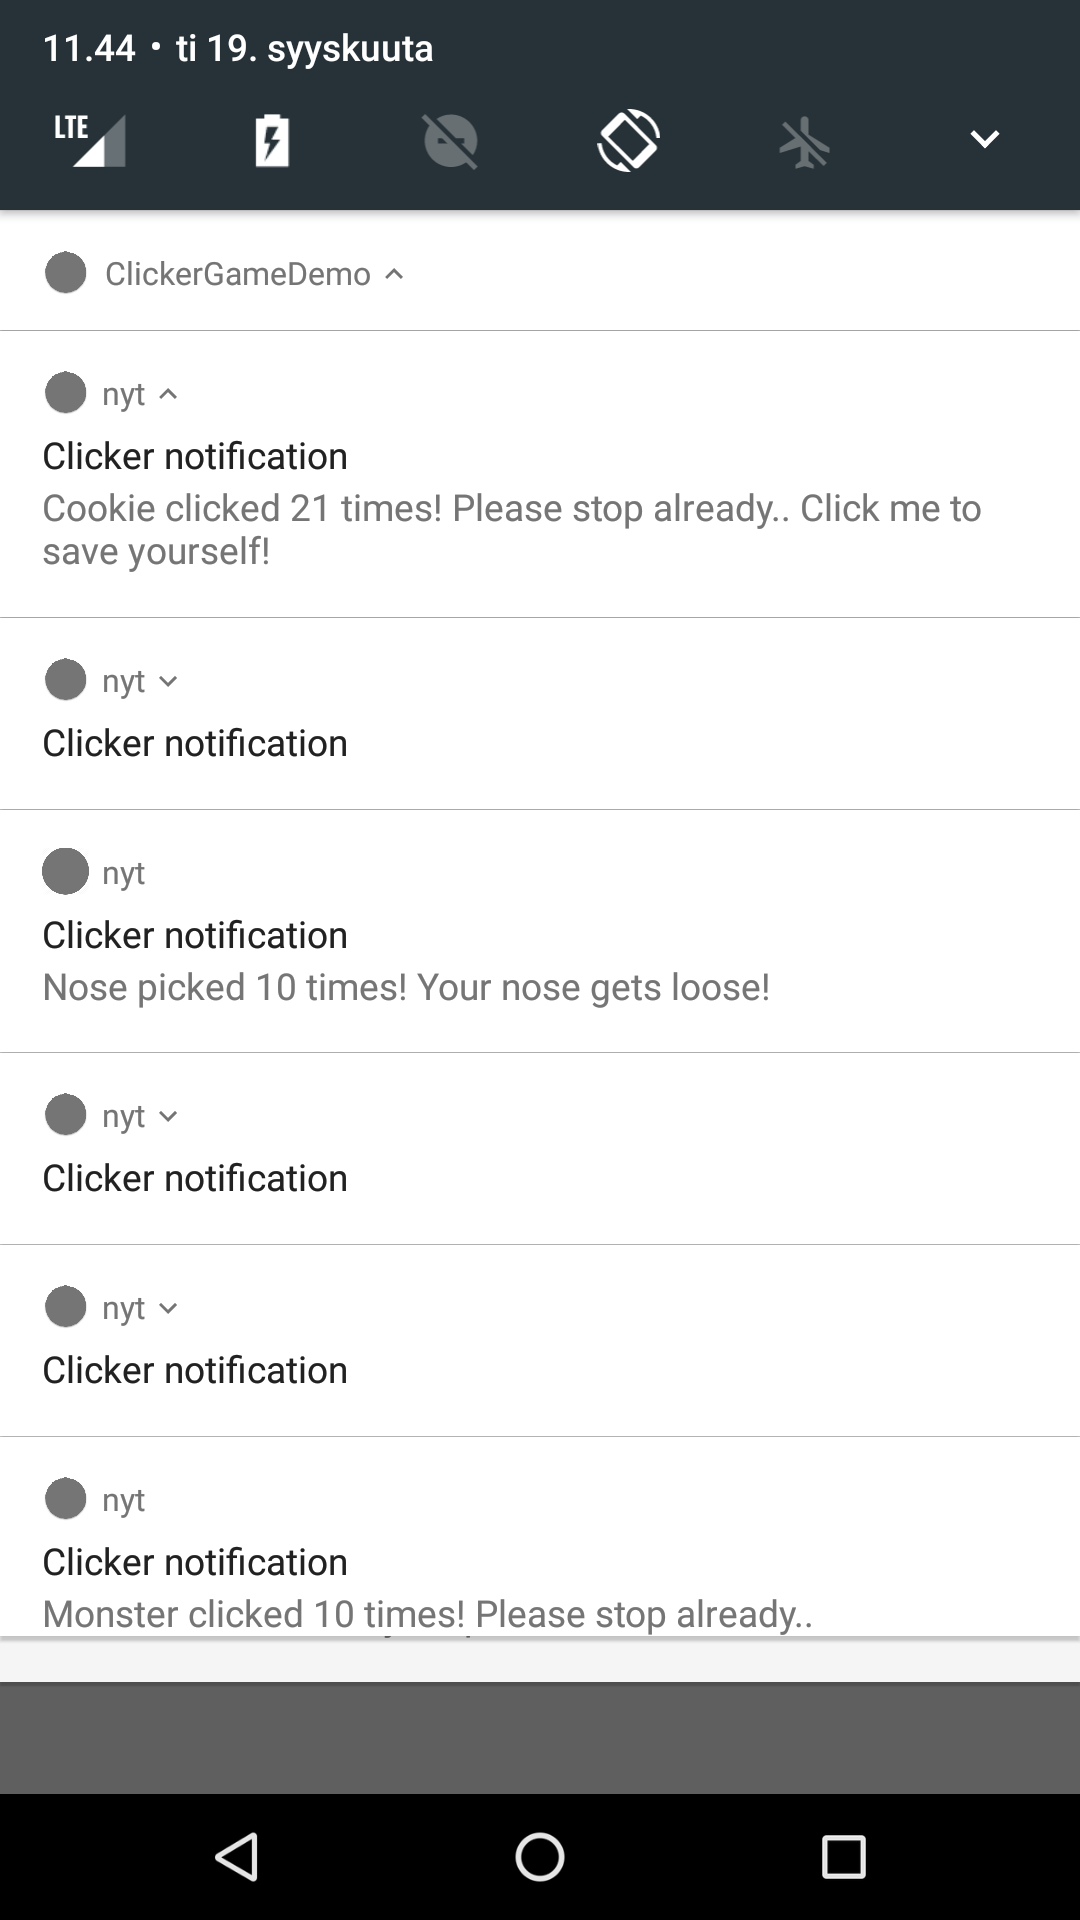 11.44 • ti 19. syyskuuta
LTE
ClickerGameDemo
nyt
Clicker notification
Cookie clicked 21 times! Please stop already.. Click me to
save yourself!
nyt
Clicker notification
nyt
Clicker notification
Nose picked 10 times! Your nose gets loose!
nyt
Clicker notification
nyt
Clicker notification
nyt
Clicker notification
Monster clicked 10 times! Please stop already..